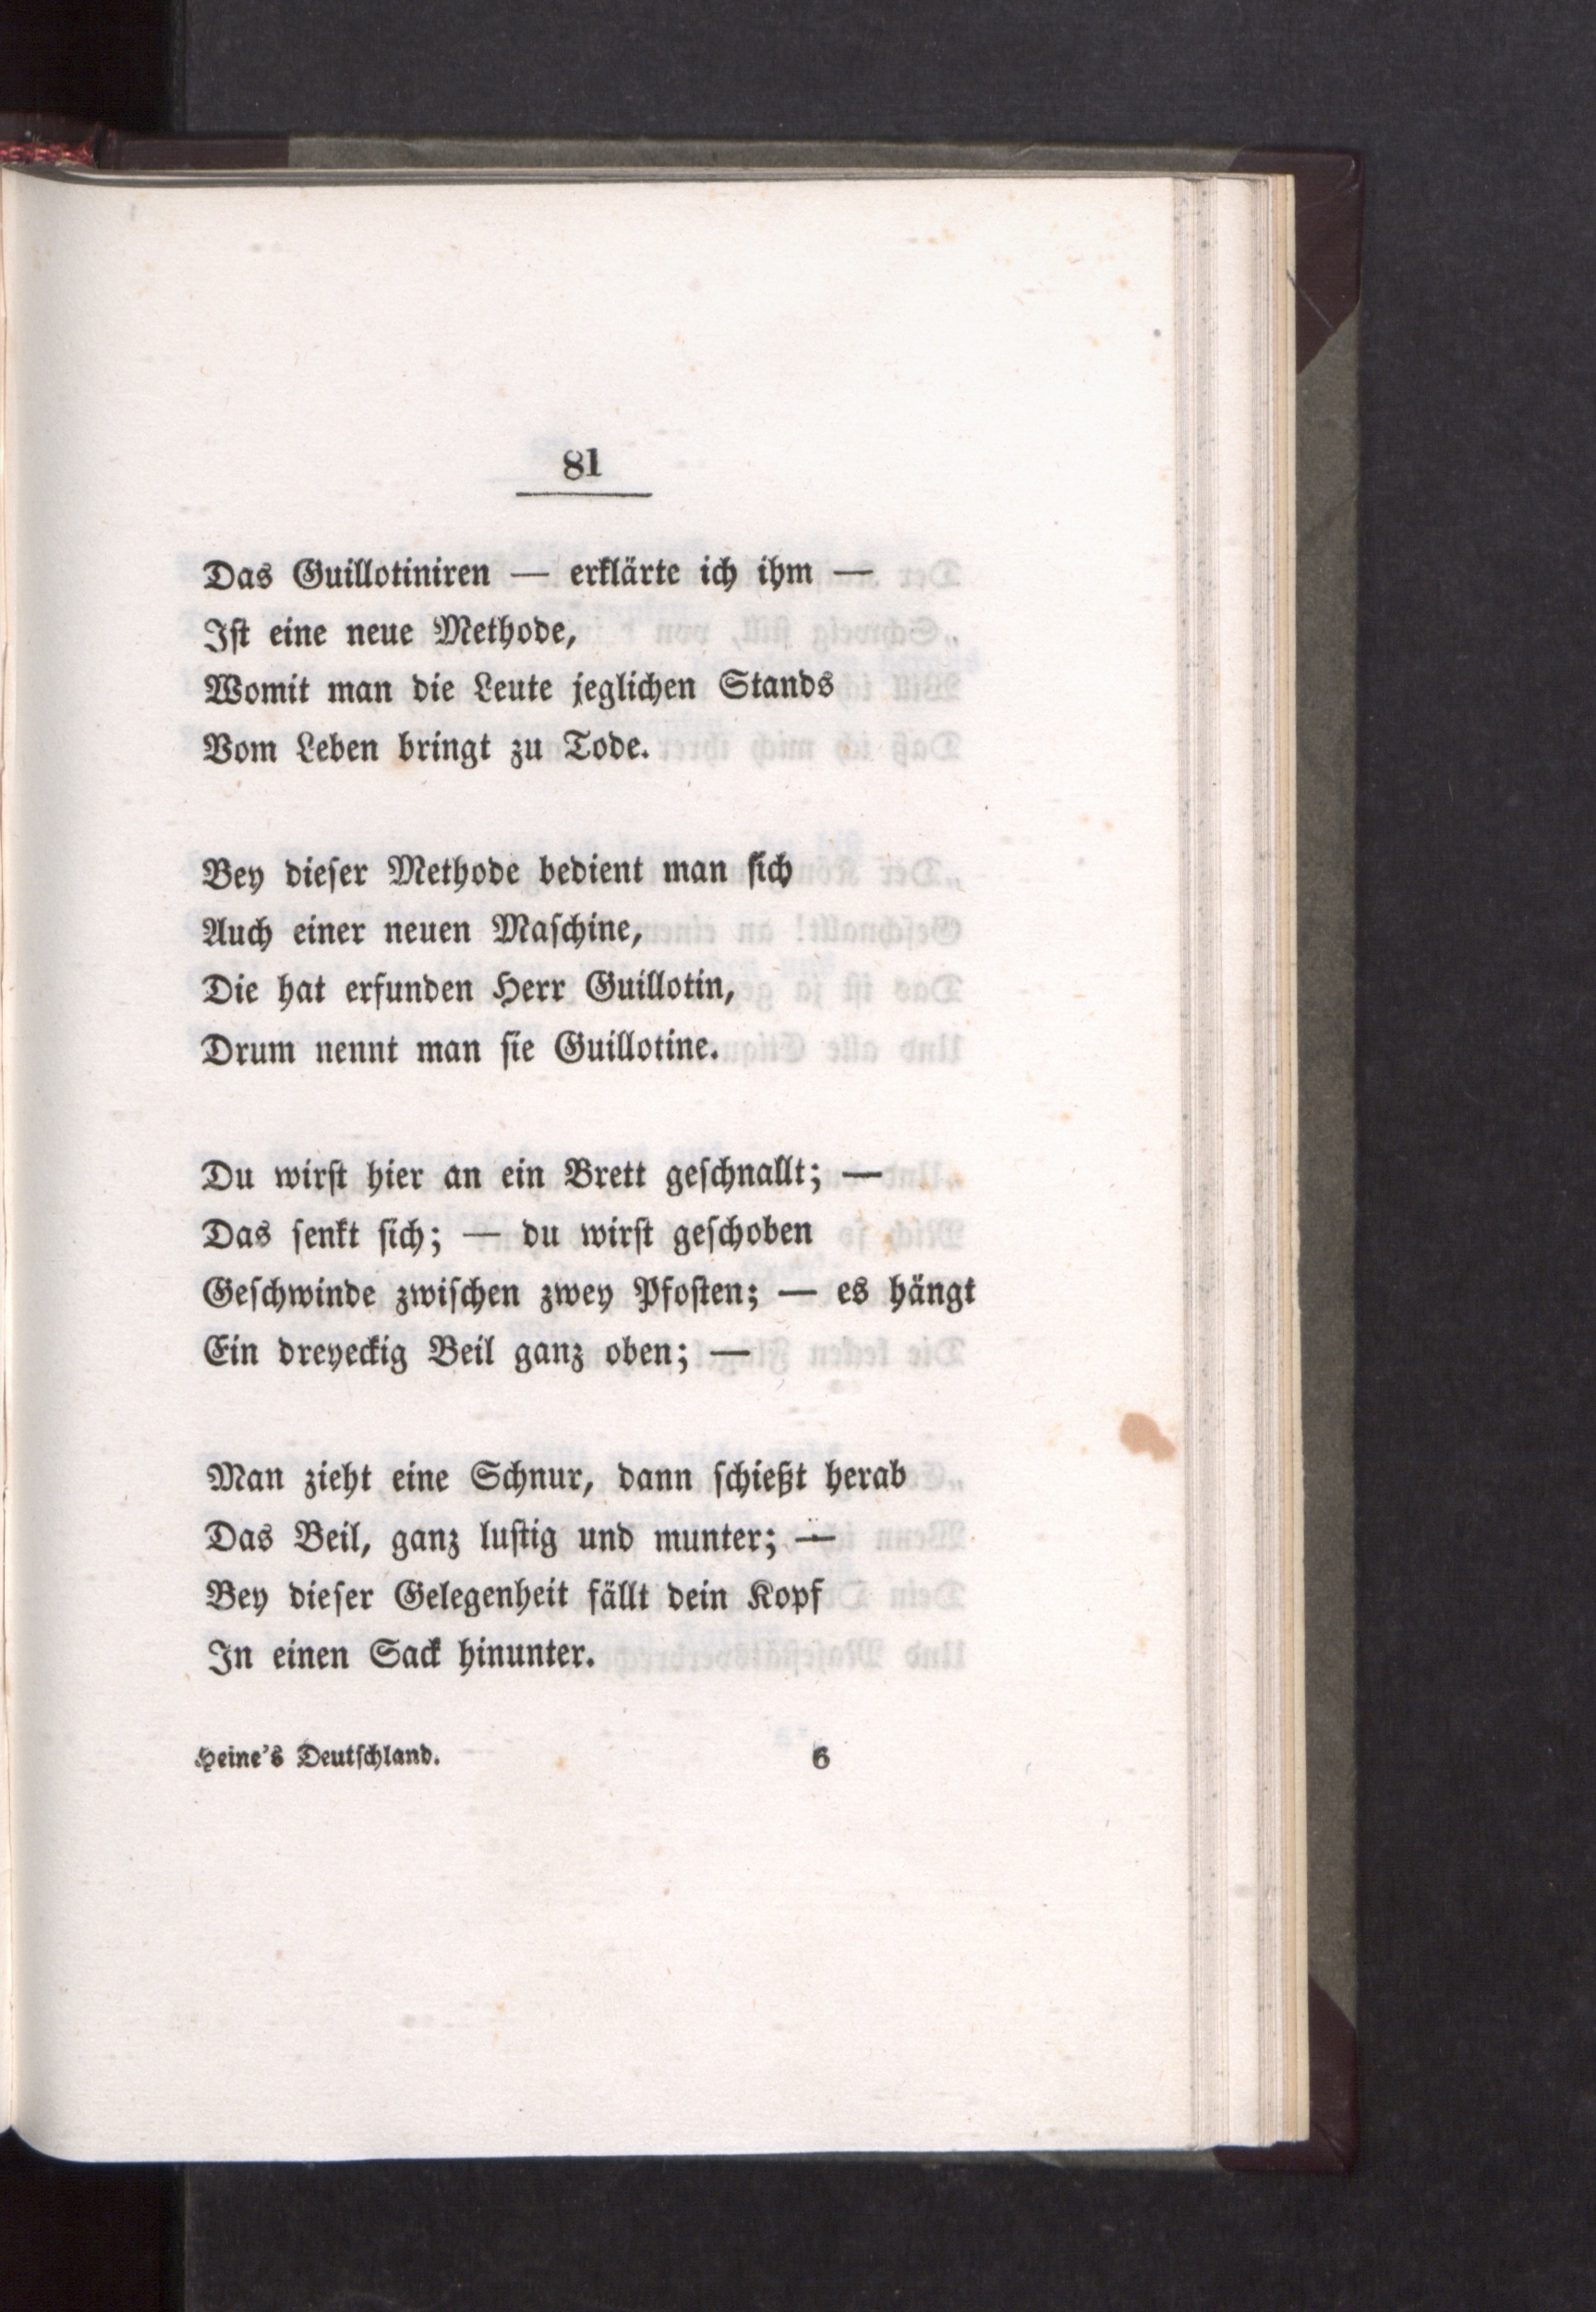 81
Das Guillotiniren — erklärte ich ihm —
Iſt eine neue Methode,
Womit man die Leute jeglichen Stands
Vom Leben bringt zu Tode.
Bey dieſer Methode bedient man ſich
Auch einer neuen Maſchine,
Die hat erfunden Herr Guillotin,
Drum nennt man ſie Guillotine.
Du wirſt hier an ein Brett geſchnallt; —
Das ſenkt ſich; — du wirſt geſchoben
Geſchwinde zwiſchen zwey Pfoſten; — es hängt
Ein dreyeckig Beil ganz oben; —
Man zieht eine Schnur, dann ſchießt herab
Das Beil, ganz luſtig und munter; —
Bey dieſer Gelegenheit fällt dein Kopf
In einen Sack hinunter.
Heine's Deutſchland. 6